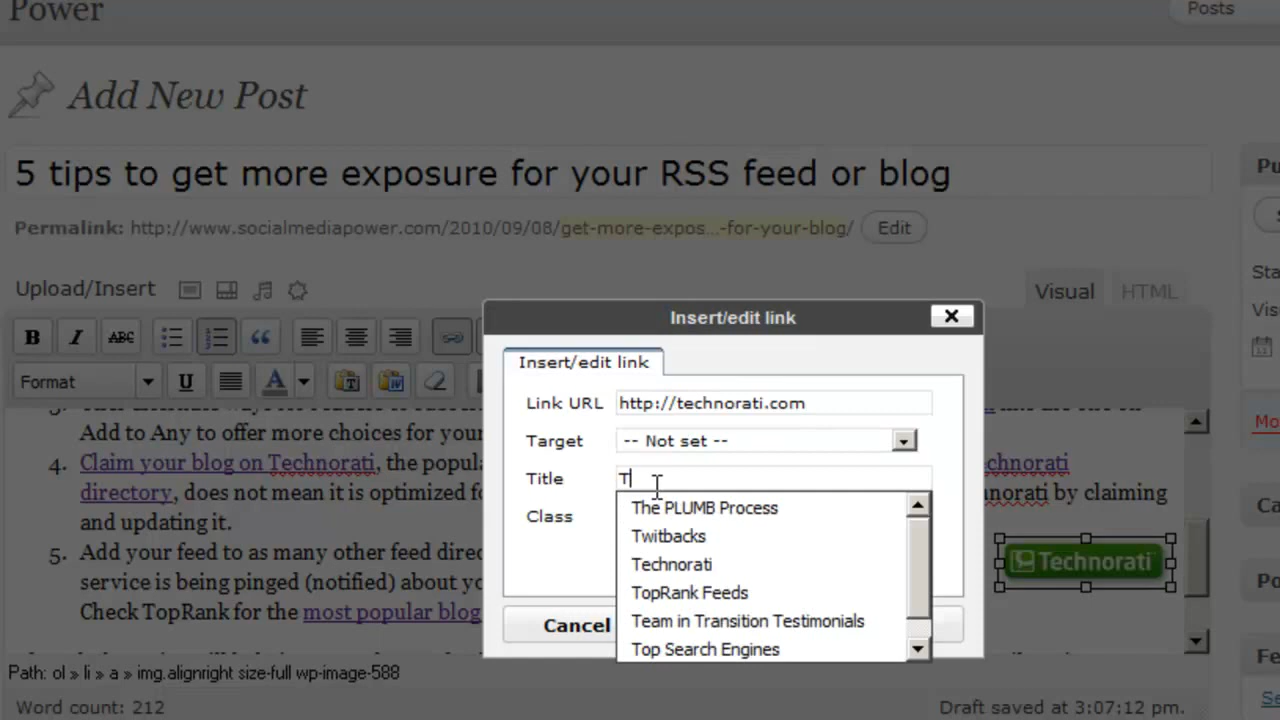 Power
Posts
Add New Post
5 tips to get more exposure for your RSS feed or blog
Permalink: http://www.socialmediapower.com/2010/09/08/get-more-expos...-for-your-blog/ Edit
Upload/Insert
Visual HTML
Insert/edit link
B I ABC
Format U A
Insert/edit link
Link URL http://technorati.com
Target -- Not set --
Title T
Class
The PLUMB Process
Twitbacks
Technorati
TopRank Feeds
Team in Transition Testimonials
Top Search Engines
Cancel
Add to Any to offer more choices for your
4. Claim your blog on Technorati, the popu
directory, does not mean it is optimized fo
and updating it.
by claiming
5. Add your feed to as many other feed direc
service is being pinged (notified) about yo
Check TopRank for the most popular blog
Technorati
Path: ol » li » a » img.alignright size-full wp-image-588
Word count: 212
Draft saved at 3:07:12 pm.